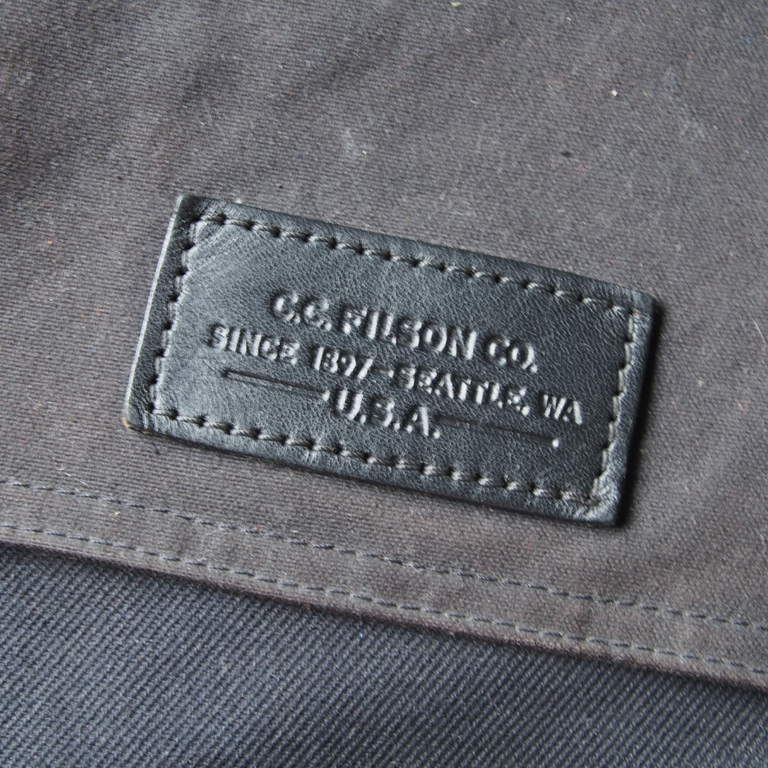 C.C. FILSON CO.
SINCE 1897-SEATTLE, WA
U.S.A.